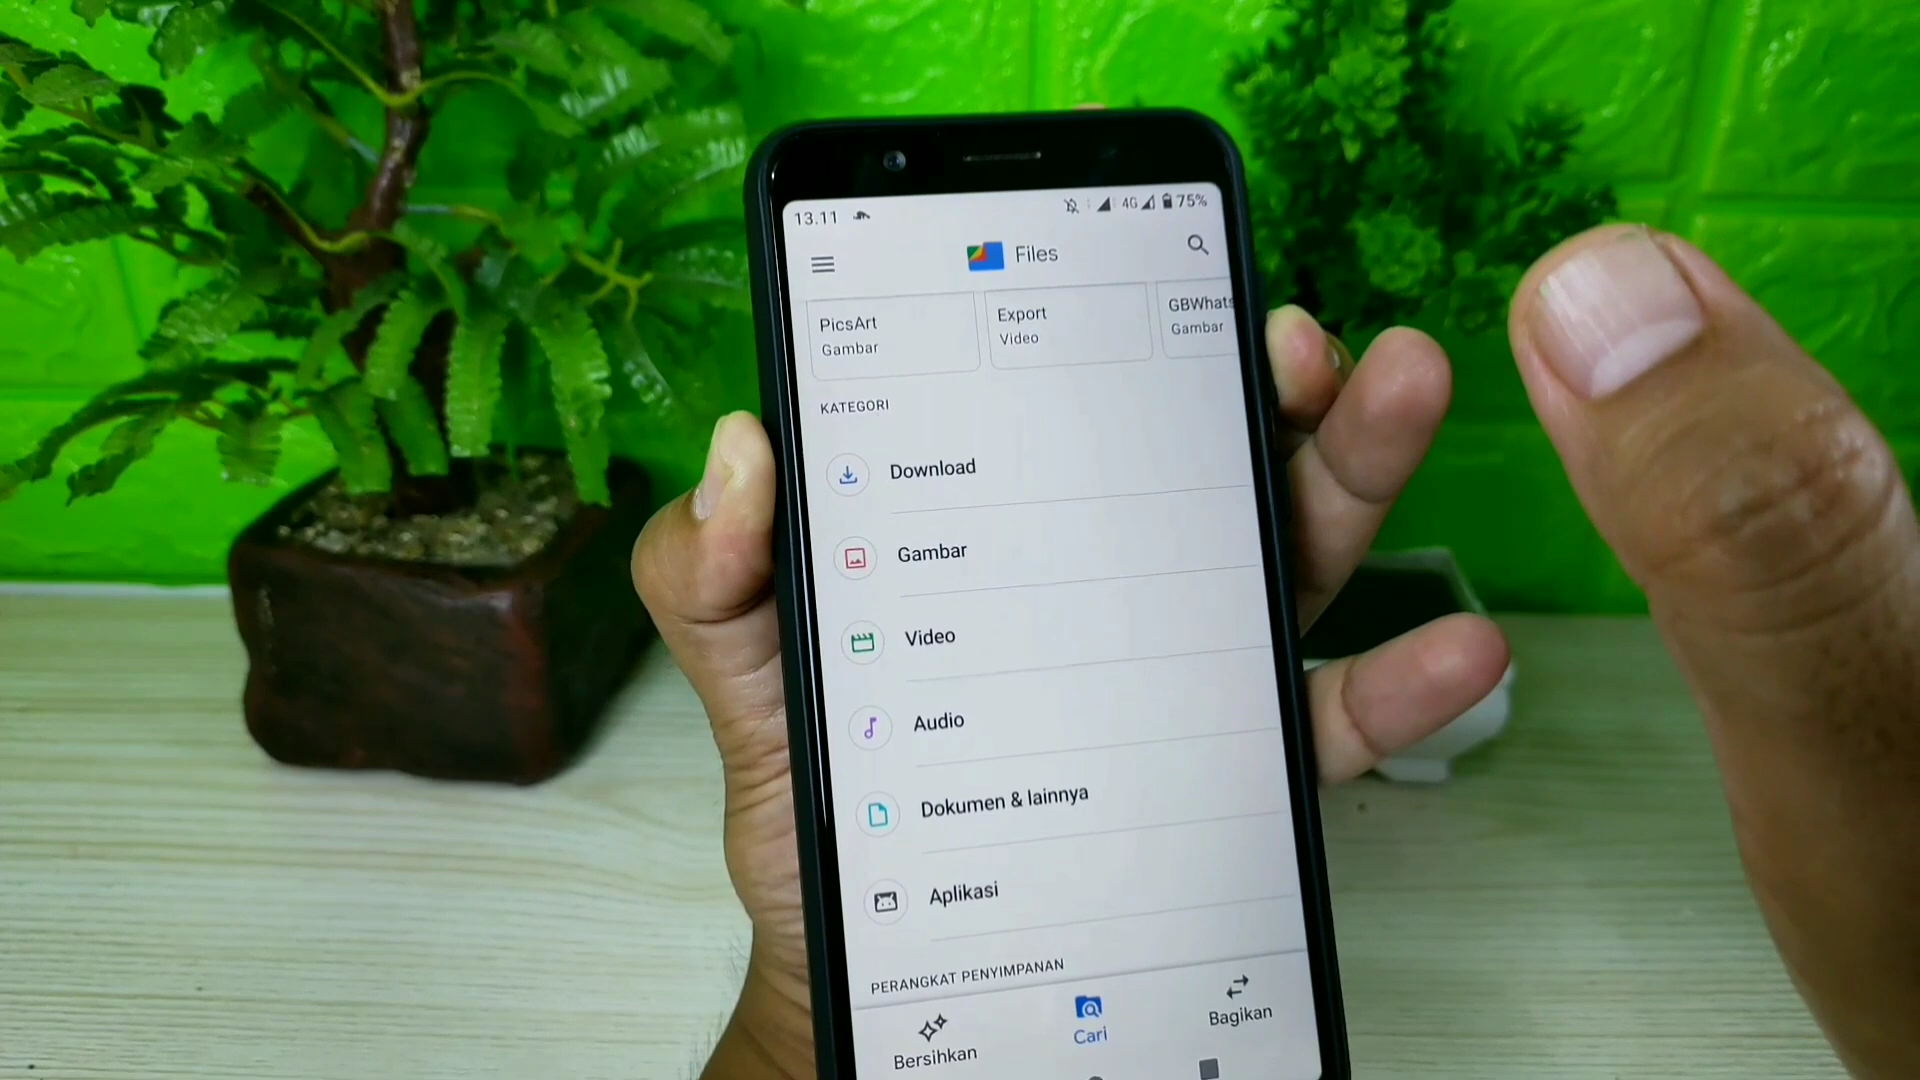 13.11
4G 75%
Files
PicsArt
Gambar
Export
Video
GBWhats
Gambar
KATEGORI
Download
Gambar
Video
Audio
Dokumen & lainnya
Aplikasi
PERANGKAT PENYIMPANAN
Bersihkan
Cari
Bagikan